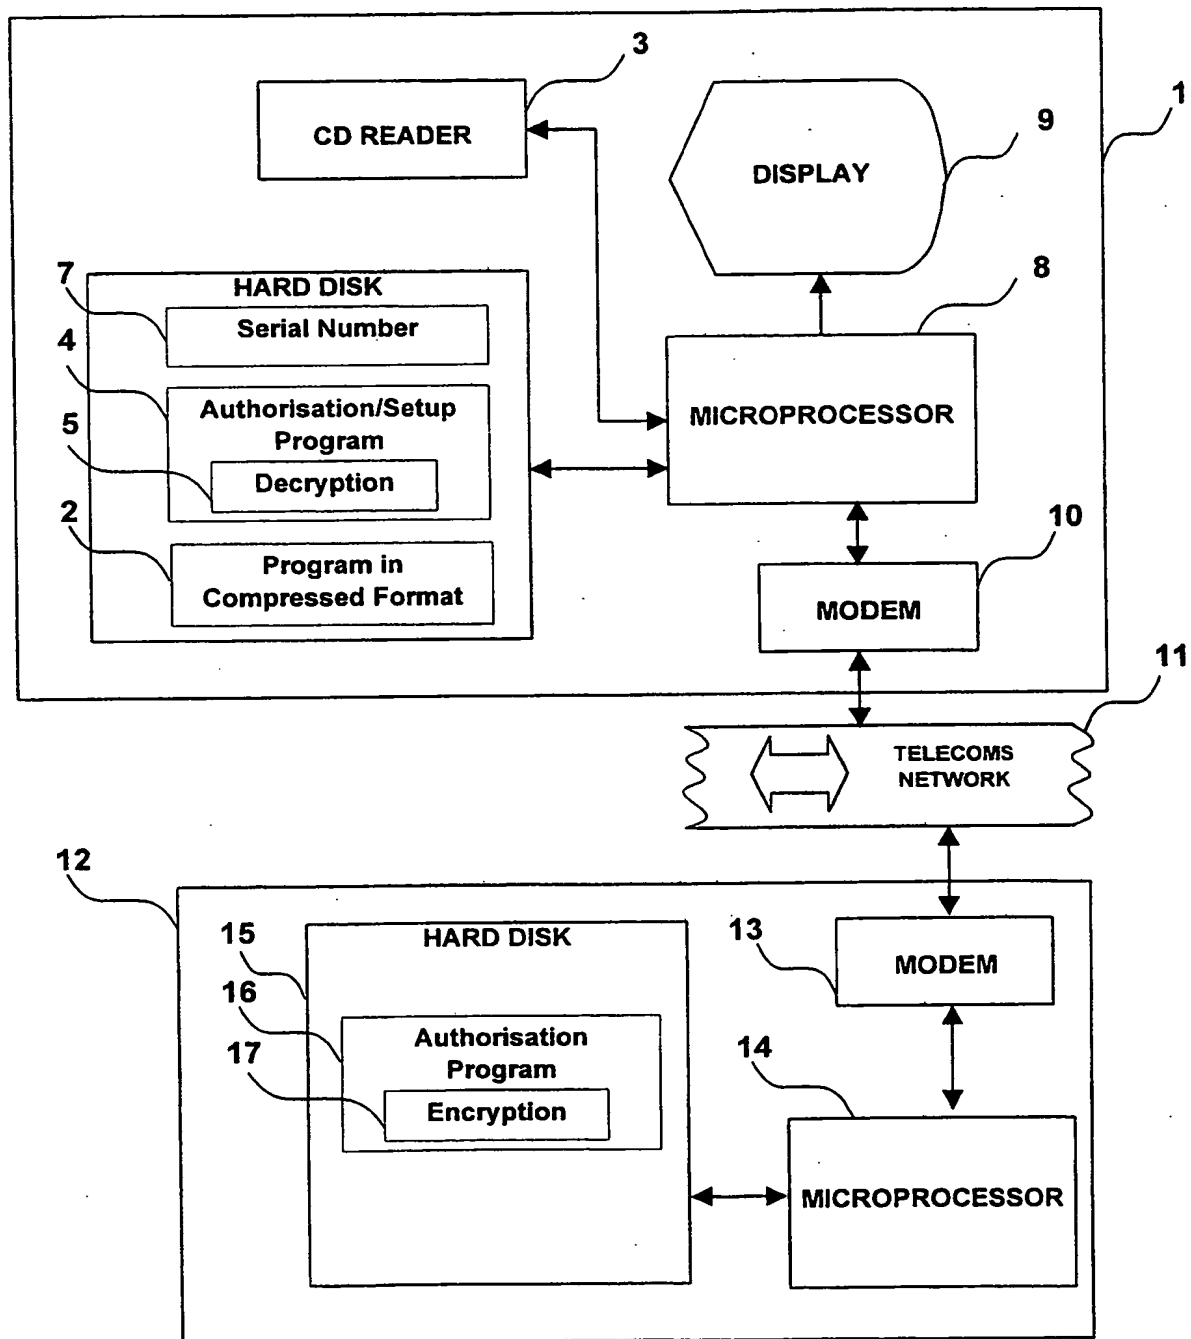 3
1
CD READER
9
DISPLAY
7
HARD DISK
8
Serial Number
4
Authorisation/Setup
Program
5
MICROPROCESSOR
Decryption
2
10
Program in
Compressed Format
MODEM
11
TELECOMS
NETWORK
12
15
HARD DISK
13
MODEM
16
Authorisation
Program
17
14
Encryption
MICROPROCESSOR